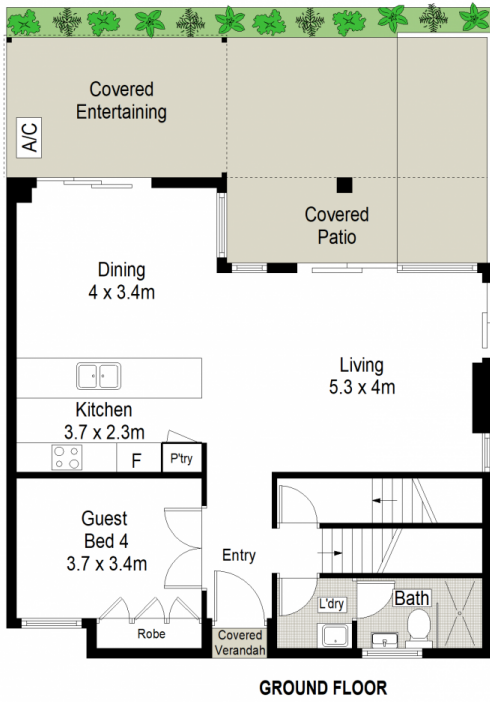 Covered
Entertaining
A/C
Covered
Patio
Dining
4 x 3.4m
Living
5.3 x 4m
Kitchen
3.7 x 2.3m
F
P'try
Guest
Bed 4
3.7 x 3.4m
Entry
L'dry
Bath
Robe
Covered
Verandah
GROUND FLOOR